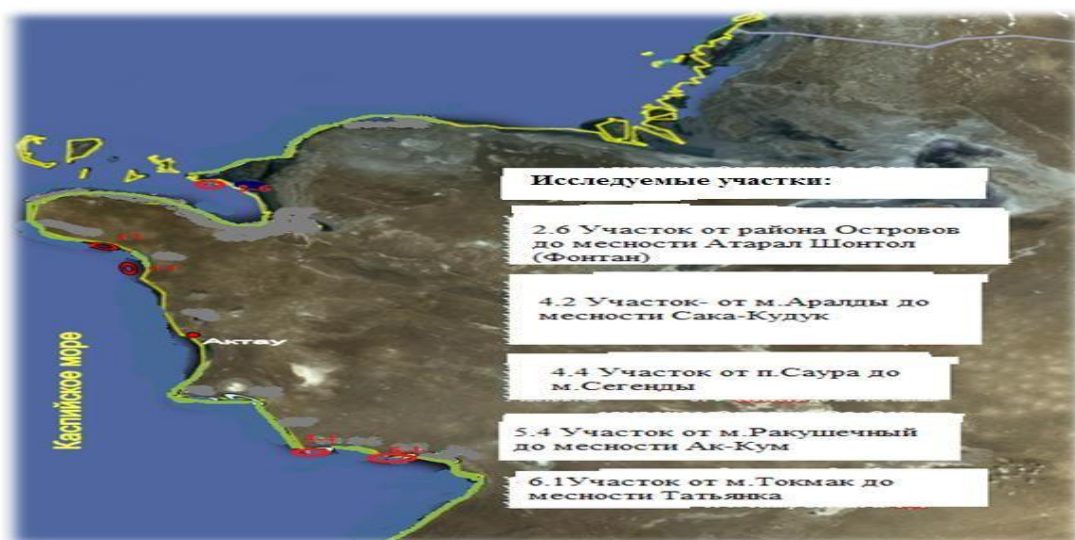 Исследуемые участки:
2.6 Участок от района Островов
до месности Атарал Шонтол
(Фонтан)
4.2 Участок- от м.Аралды до
месности Сака-Кудук
4.4 Участок от п.Саура до
м.Сегенды
5.4 Участок от м.Ракушечный
до месности Ак-Кум
6.1Участок от м.Токмак до
месности Татьянка
Актау
Каспийское море